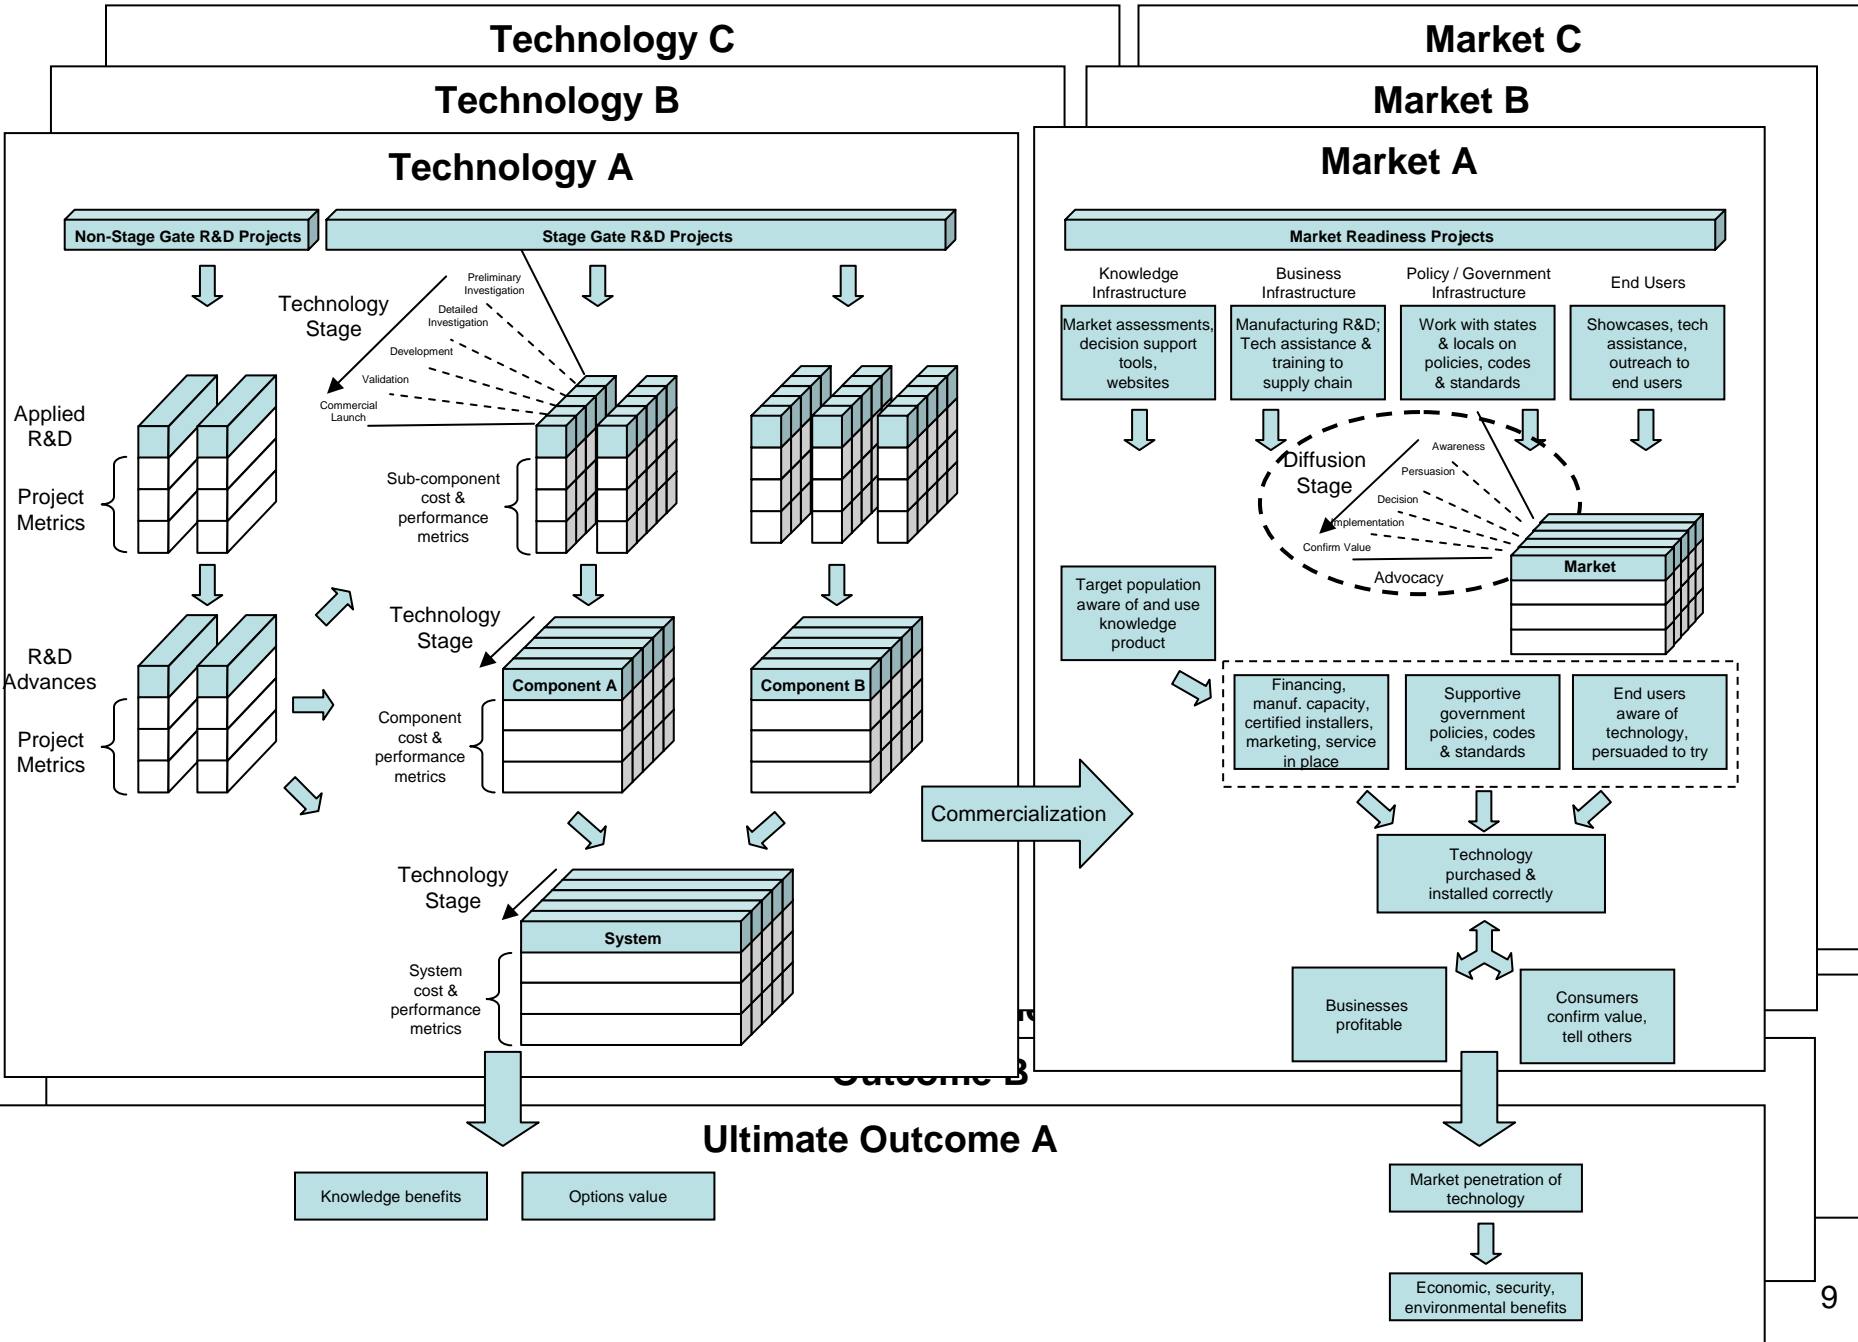 Technology C
Market C
Technology B
Market B
Technology A
Market A
Non-Stage Gate R&D Projects
Stage Gate R&D Projects
Market Readiness Projects
Technology
Stage
Preliminary
Investigation
Detailed
Investigation
Development
Validation
Commercial
Launch
Applied
R&D
Project
Metrics
Sub-component
cost &
performance
metrics
R&D
Advances
Project
Metrics
Technology
Stage
Component A
Component B
Component
cost &
performance
metrics
Technology
Stage
System
System
cost &
performance
metrics
Commercialization
Knowledge
Infrastructure
Business
Infrastructure
Policy / Government
Infrastructure
End Users
Market assessments,
decision support
tools,
websites
Manufacturing R&D;
Tech assistance &
training to
supply chain
Work with states
& locals on
policies, codes
& standards
Showcases, tech
assistance,
outreach to
end users
Diffusion
Stage
Awareness
Persuasion
Decision
Implementation
Confirm Value
Advocacy
Market
Target population
aware of and use
knowledge
product
Financing,
manuf. capacity,
certified installers,
marketing, service
in place
Supportive
government
policies, codes
& standards
End users
aware of
technology,
persuaded to try
Technology
purchased &
installed correctly
Businesses
profitable
Consumers
confirm value,
tell others
Outcome B
Ultimate Outcome A
Knowledge benefits
Options value
Market penetration of
technology
Economic, security,
environmental benefits
9